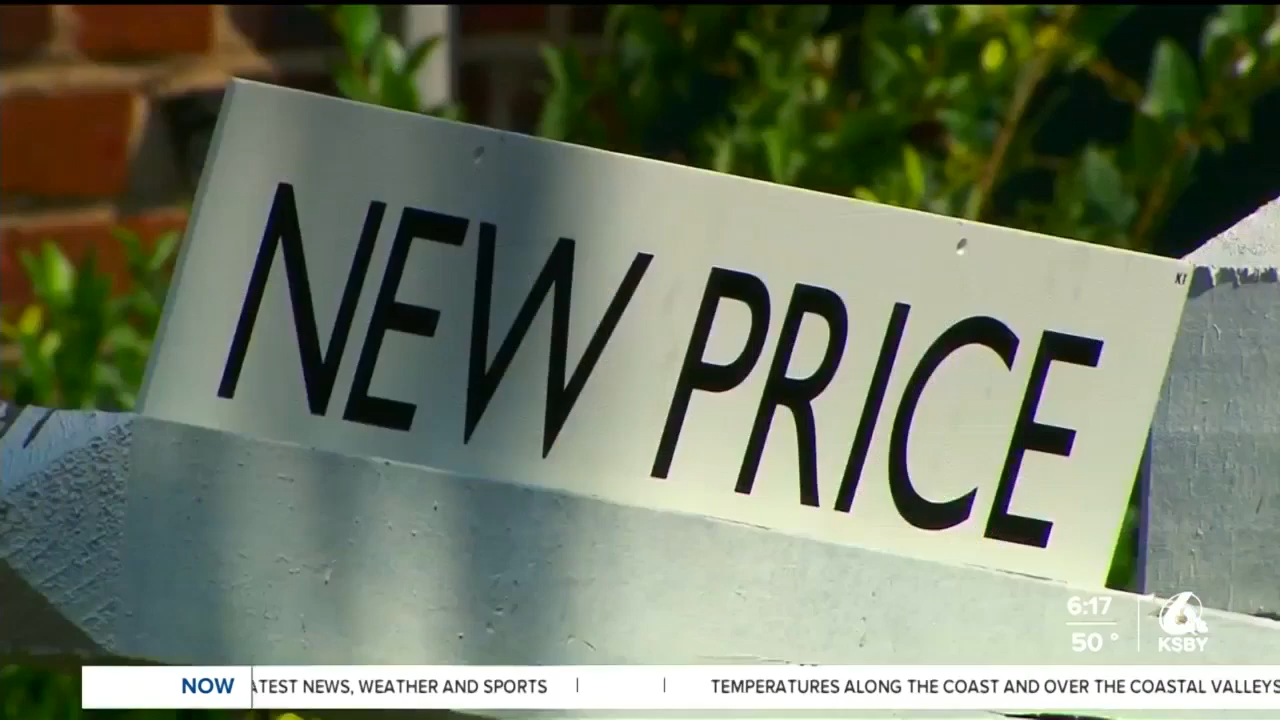 NEW PRICE
6:17
50 °
KSBY
NOW
ATEST NEWS, WEATHER AND SPORTS | | TEMPERATURES ALONG THE COAST AND OVER THE COASTAL VALLEYS